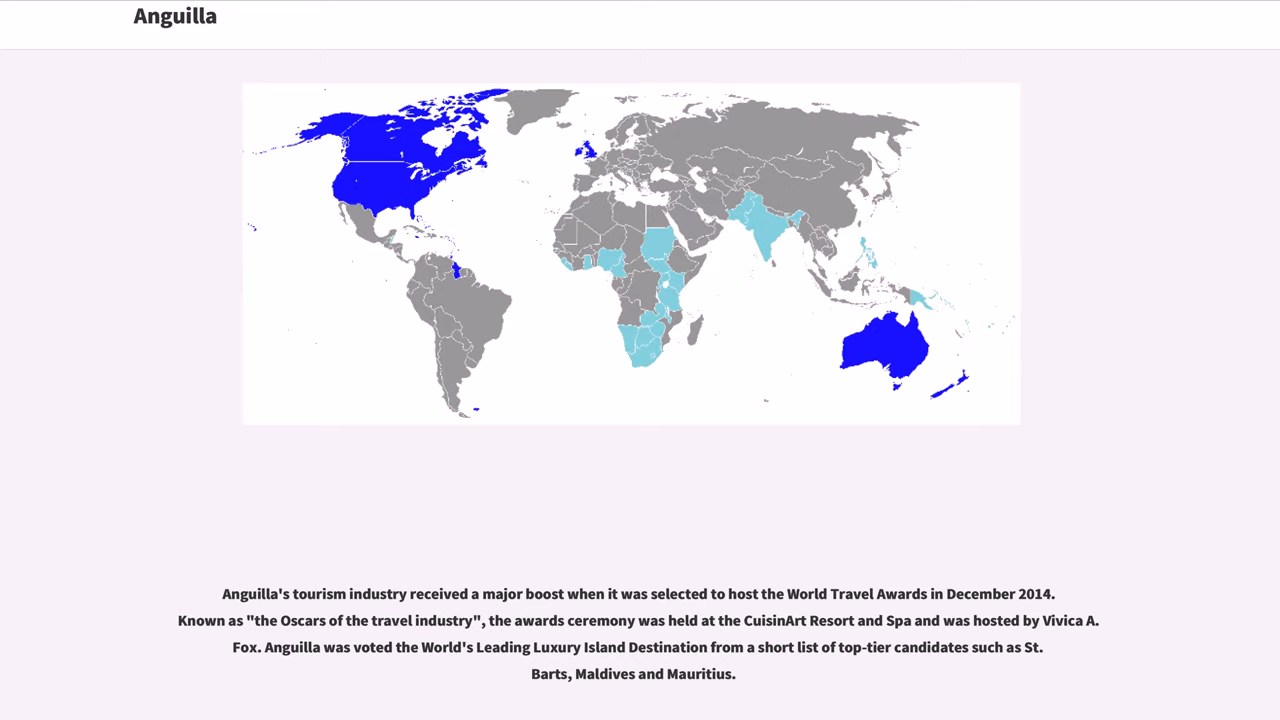 Anguilla
Anguilla's tourism industry received a major boost when it was selected to host the World Travel Awards in December 2014.
Known as "the Oscars of the travel industry", the awards ceremony was held at the CuisinArt Resort and Spa and was hosted by Vivica A.
Fox. Anguilla was voted the World's Leading Luxury Island Destination from a short list of top-tier candidates such as St.
Barts, Maldives and Mauritius.